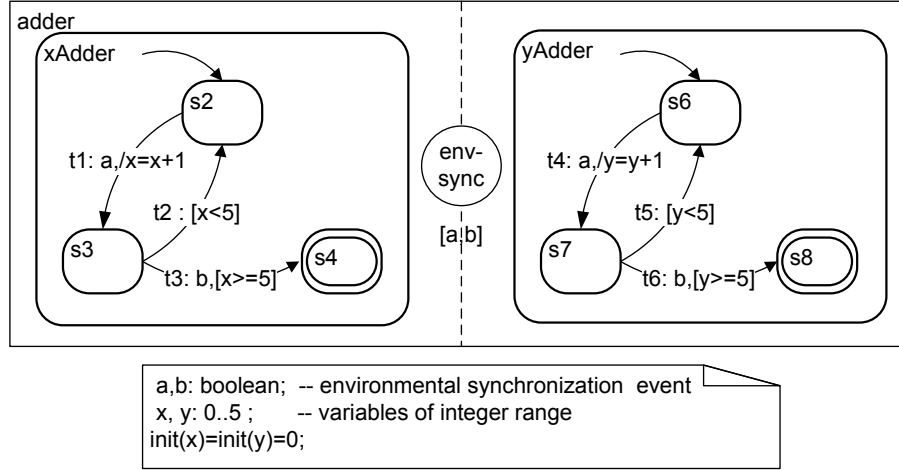 adder
xAdder
yAdder
s2
s6
t1: a,/x=x+1
env-
sync
t4: a,/y=y+1
t2 : [x<5]
t5: [y<5]
[a,b]
s3
s4
s7
s8
t3: b,[x>=5]
t6: b,[y>=5]
a,b: boolean; -- environmental synchronization event
x, y: 0..5 ; -- variables of integer range
init(x)=init(y)=0;